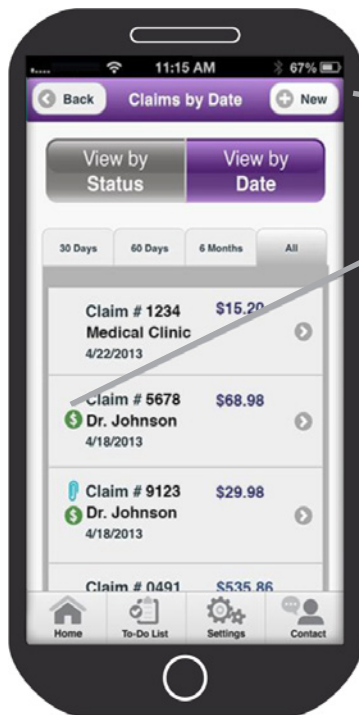 11:15 AM 67%
Back Claims by Date New
View by Status View by Date
30 Days 60 Days 6 Months All
Claim # 1234 $15.20
Medical Clinic
4/22/2013
Claim # 5678 $68.98
Dr. Johnson
4/18/2013
Claim # 9123 $29.98
Dr. Johnson
4/18/2013
Claim # 0491 $535.86
Home To-Do List Settings Contact